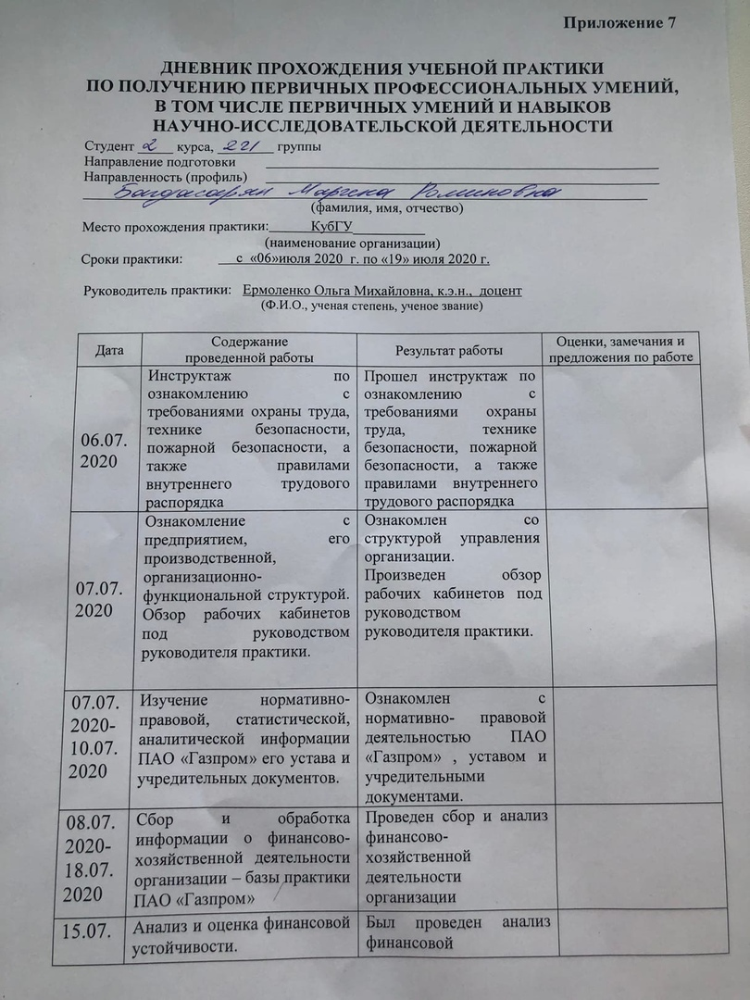 Приложение 7
ДНЕВНИК ПРОХОЖДЕНИЯ УЧЕБНОЙ ПРАКТИКИ
ПО ПОЛУЧЕНИЮ ПЕРВИЧНЫХ ПРОФЕССИОНАЛЬНЫХ УМЕНИЙ,
В ТОМ ЧИСЛЕ ПЕРВИЧНЫХ УМЕНИЙ И НАВЫКОВ
НАУЧНО-ИССЛЕДОВАТЕЛЬСКОЙ ДЕЯТЕЛЬНОСТИ
Студент 2 курса, 221 группы
Направление подготовки
Направленность (профиль)
Багдасарян Марина Романовна
(фамилия, имя, отчество)
Место прохождения практики: КубГУ
(наименование организации)
Сроки практики: с «06»июля 2020 г. по «19» июля 2020 г.
Руководитель практики: Ермоленко Ольга Михайловна, к.э.н., доцент
(Ф.И.О., ученая степень, ученое звание)
Дата
Содержание
проведенной работы
Результат работы
Оценки, замечания и
предложения по работе
06.07.
2020
Инструктаж по
ознакомлению с
требованиями охраны труда,
технике безопасности,
пожарной безопасности, а
также правилами
внутреннего трудового
распорядка
Прошел инструктаж по
ознакомлению с
требованиями охраны
труда, технике
безопасности, пожарной
безопасности, а также
правилами внутреннего
трудового распорядка
07.07.
2020
Ознакомление с
предприятием, его
производственной,
организационно-
функциональной структурой.
Обзор рабочих кабинетов
под руководством
руководителя практики.
Ознакомлен со
структурой управления
организации.
Произведен обзор
рабочих кабинетов под
руководством
руководителя практики.
07.07.
2020-
10.07.
2020
Изучение нормативно-
правовой, статистической,
аналитической информации
ПАО «Газпром» его устава и
учредительных документов.
Ознакомлен с
нормативно- правовой
деятельностью ПАО
«Газпром» , уставом и
учредительными
документами.
08.07.
2020-
18.07.
2020
Сбор и обработка
информации о финансово-
хозяйственной деятельности
организации – базы практики
ПАО «Газпром»
Проведен сбор и анализ
финансово-
хозяйственной
деятельности
организации
15.07.
Анализ и оценка финансовой
устойчивости.
Был проведен анализ
финансовой